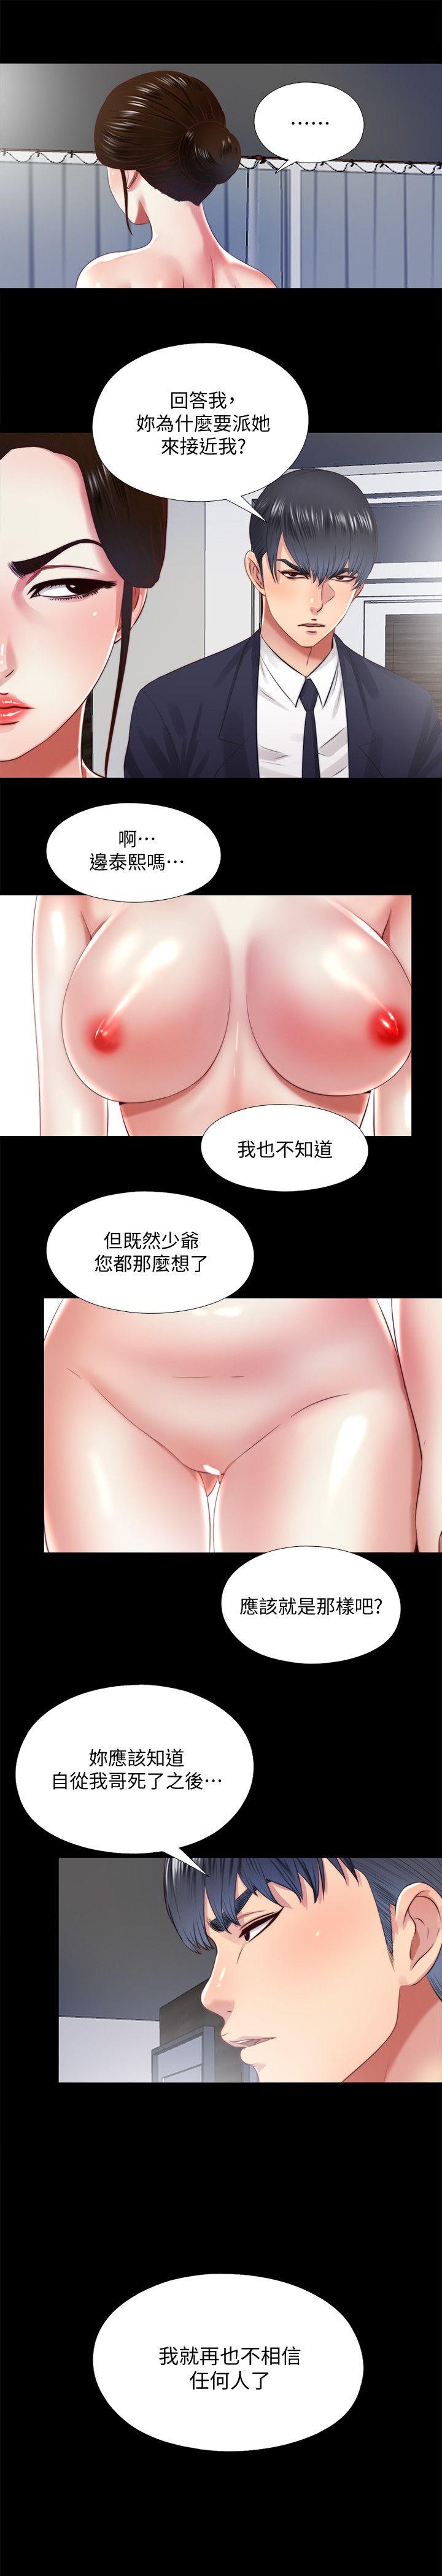 ……
回答我，
妳為什麼要派她
來接近我?
啊…
邊泰熙嗎…
我也不知道
但既然少爺
您都那麼想了
應該就是那樣吧?
妳應該知道
自從我哥死了之後…
我就再也不相信
任何人了